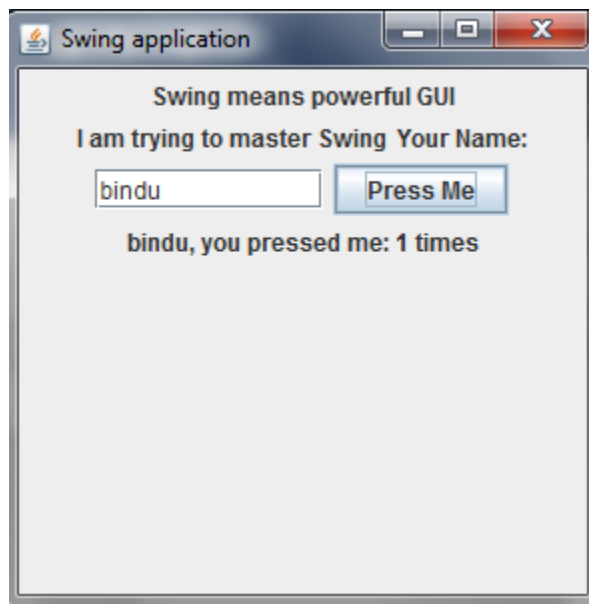 Swing application
Swing means powerful GUI
I am trying to master Swing Your Name:
bindu Press Me
bindu, you pressed me: 1 times